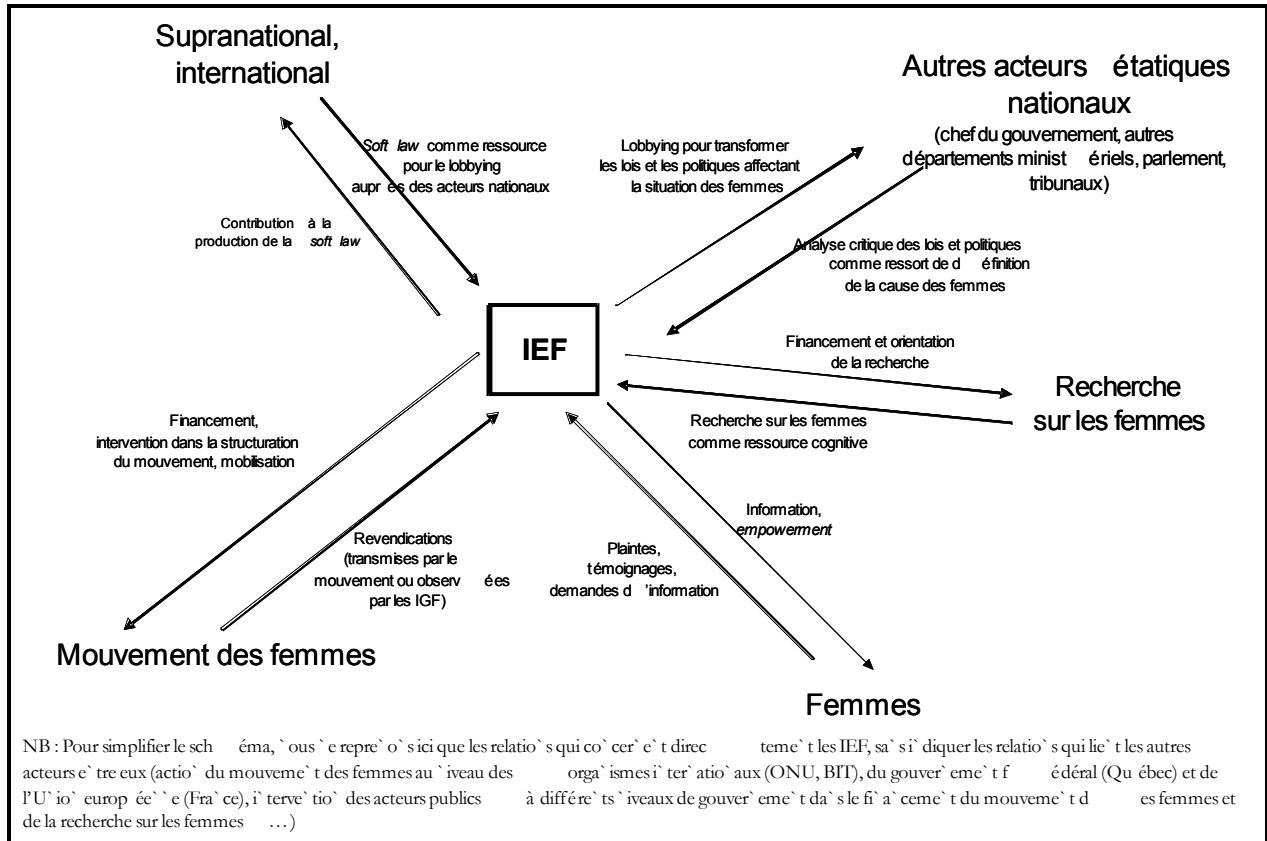 Supranational,
international
Autres acteurs étatiques
nationaux
(chef du gouvernement, autres
départements minist ériels, parlement,
tribunaux)
Soft law comme ressource
pour le lobbying
aupr ès des acteurs nationaux
Lobbying pour transformer
les lois et les politiques affectant
la situation des femmes
Contribution à la
production de la soft law
Analyse critique des lois et politiques
comme ressort de d éfinition
de la cause des femmes
IEF
Financement et orientation
de la recherche
Recherche
sur les femmes
Recherche sur les femmes
comme ressource cognitive
Financement,
intervention dans la structuration
du mouvement, mobilisation
Information,
empowerment
Revendications
(transmises par le
mouvement ou observ ées
par les IGF)
Plaintes,
témoignages,
demandes d 'information
Mouvement des femmes
Femmes
NB : Pour simplifier le sch éma, ` ous ` e repre` o` s ici que les relatio` s qui co` cer` e` t direc teme` t les IEF, sa` s i` diquer les relatio` s qui lie` t les autres
acteurs e` tre eux (actio` du mouveme` t des femmes au ` iveau des orga` ismes i` ter` atio` aux (ONU, BIT), du gouver` eme` t f édéral (Qu ébec) et de
l'U` io` europ ée` ` e (Fra` ce), i` terve` tio` des acteurs publics à différe` ts ` iveaux de gouver` eme` t da` s le fi` a` ceme` t du mouveme` t d es femmes et
de la recherche sur les femmes …)